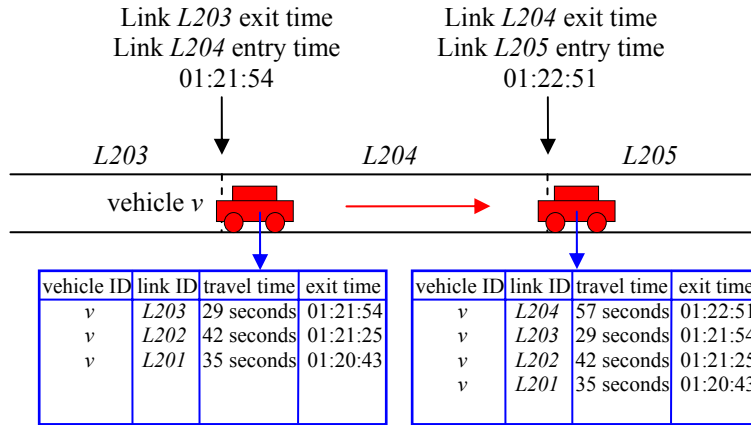 Link L203 exit time
Link L204 entry time
01:21:54
Link L204 exit time
Link L205 entry time
01:22:51
L203
L204
L205
vehicle v
vehicle ID link ID travel time exit time
v L203 29 seconds 01:21:54
v L202 42 seconds 01:21:25
v L201 35 seconds 01:20:43
vehicle ID link ID travel time exit time
v L204 57 seconds 01:22:51
v L203 29 seconds 01:21:54
v L202 42 seconds 01:21:25
v L201 35 seconds 01:20:43